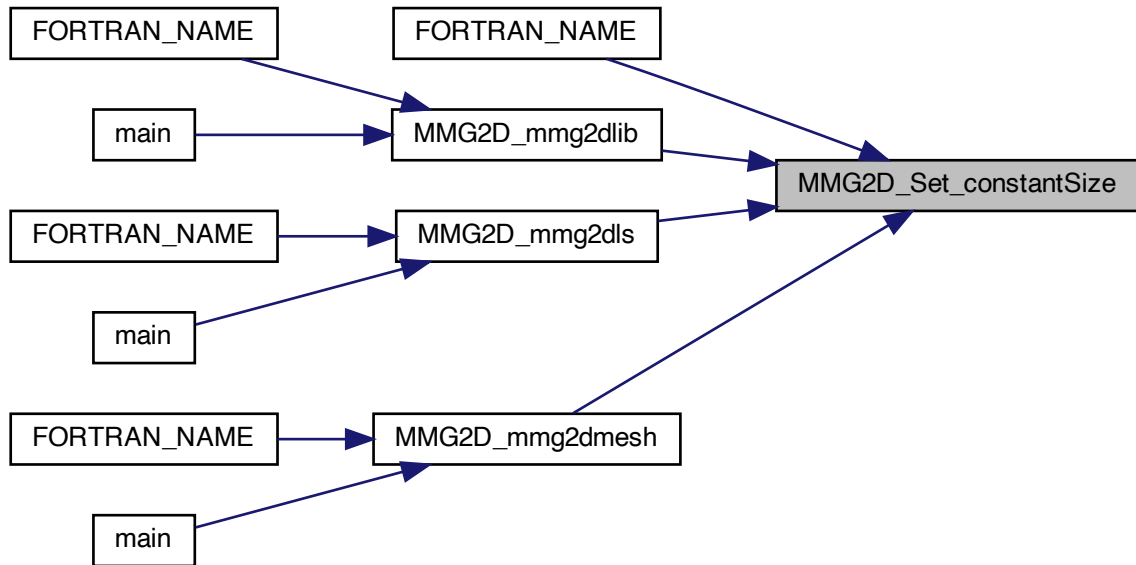 FORTRAN_NAME
FORTRAN_NAME
main
MMG2D_mmg2dlib
MMG2D_Set_constantSize
FORTRAN_NAME
MMG2D_mmg2dls
main
FORTRAN_NAME
MMG2D_mmg2dmesh
main